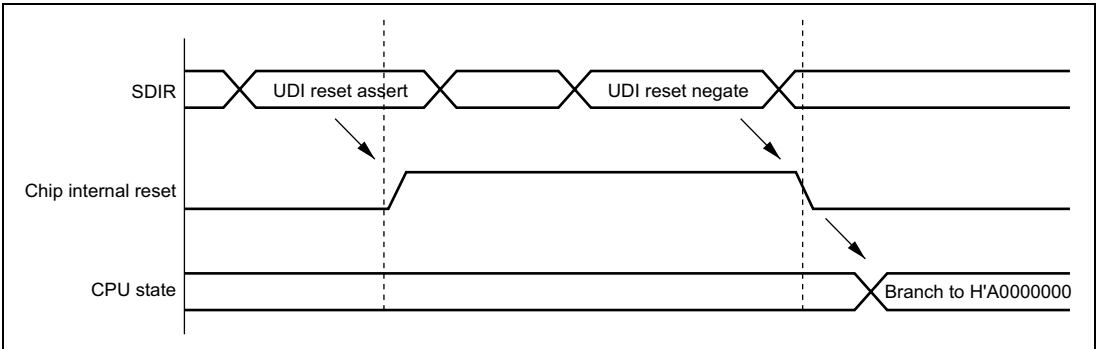 SDIR
UDI reset assert
UDI reset negate
Chip internal reset
CPU state
Branch to H'A0000000